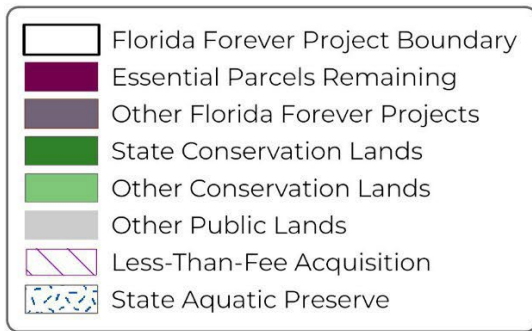 Florida Forever Project Boundary
Essential Parcels Remaining
Other Florida Forever Projects
State Conservation Lands
Other Conservation Lands
Other Public Lands
Less-Than-Fee Acquisition
State Aquatic Preserve